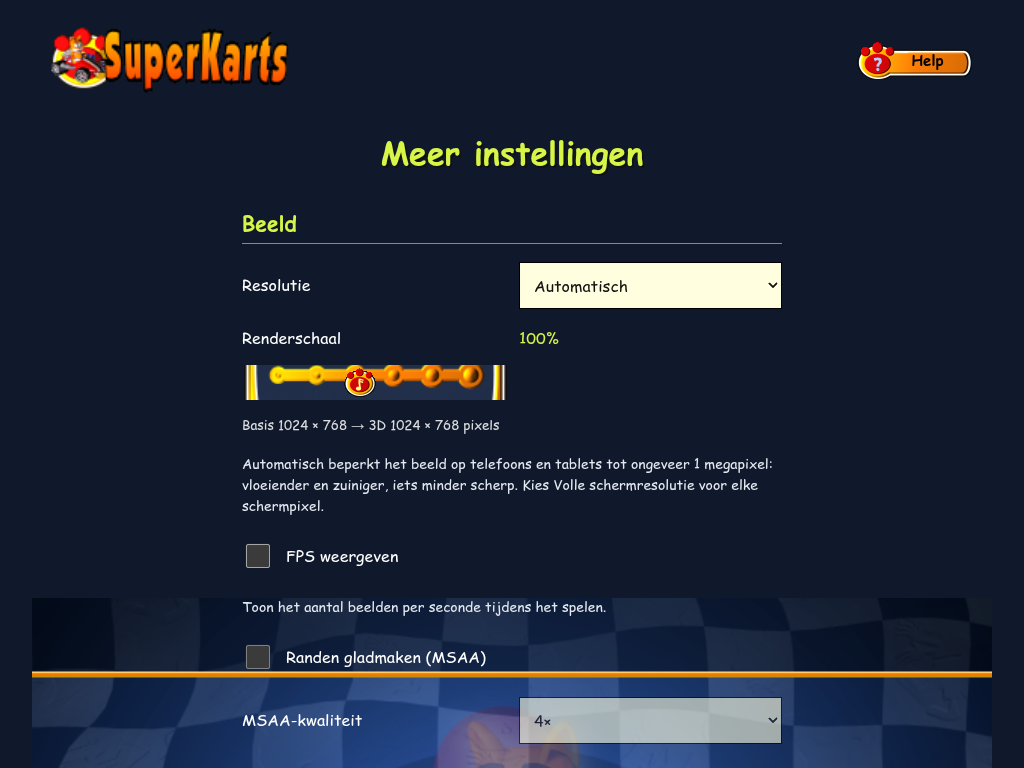 SuperKarts
? Help
Meer instellingen
Beeld
Resolutie Automatisch
Renderschaal 100%
Basis 1024 × 768 → 3D 1024 × 768 pixels
Automatisch beperkt het beeld op telefoons en tablets tot ongeveer 1 megapixel:
vloeiender en zuiniger, iets minder scherp. Kies Volle schermresolutie voor elke
schermpixel.
FPS weergeven
Toon het aantal beelden per seconde tijdens het spelen.
Randen gladmaken (MSAA)
MSAA-kwaliteit 4×